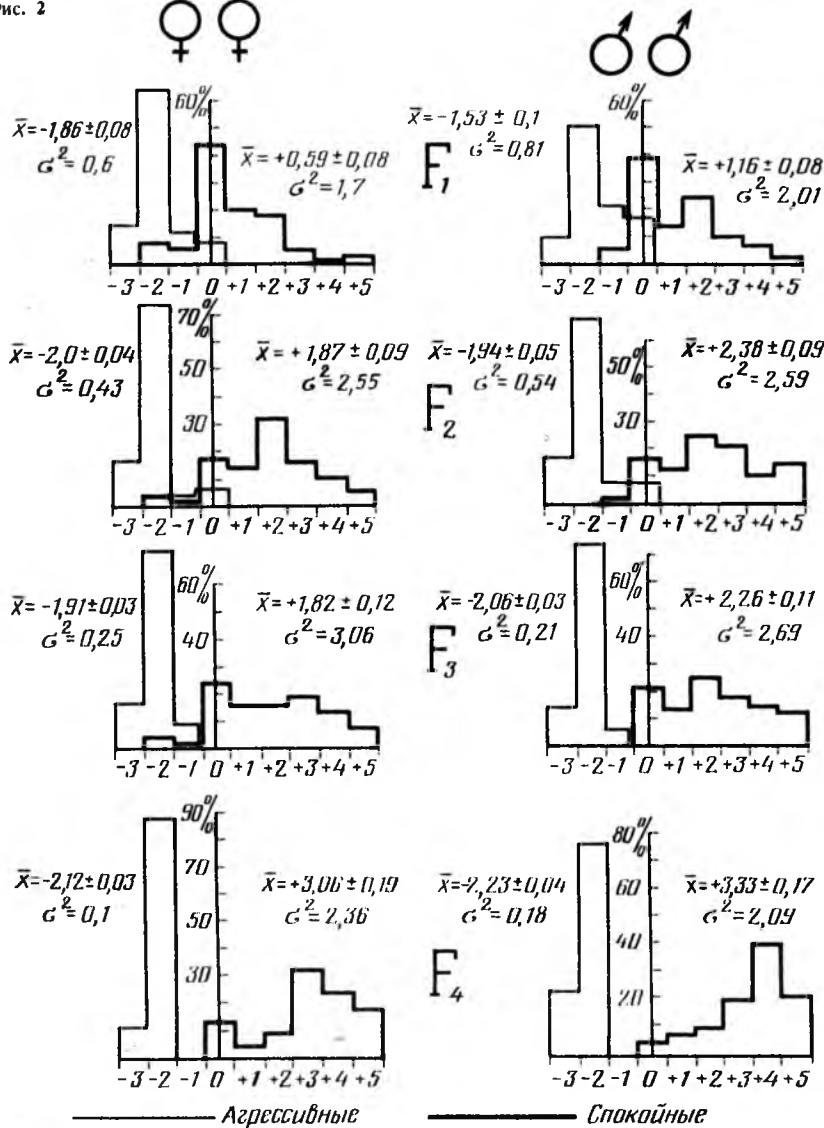 Рис. 2
♀ ♀ ♂ ♂
60%
x̄=-1,86±0,08
σ²=0,6
x̄=+0,59±0,08
σ²=1,7
-3 -2 -1 0 +1 +2 +3 +4 +5
F₁
60%
x̄=-1,53 ± 0,1
σ²=0,81
x̄=+1,16±0,08
σ²=2,01
-3 -2 -1 0 +1 +2 +3 +4 +5
70%
50
30
x̄=-2,0±0,04
σ²=0,43
x̄=+1,87±0,09
σ²=2,55
-3 -2 -1 0 +1 +2 +3 +4 +5
F₂
50%
30
x̄=-1,94±0,05
σ²=0,54
x̄=+2,38±0,09
σ²=2,59
-3 -2 -1 0 +1 +2 +3 +4 +5
60%
40
x̄=-1,91±0,03
σ²=0,25
x̄=+1,82±0,12
σ²=3,06
-3 -2 -1 0 +1 +2 +3 +4 +5
F₃
60%
40
x̄=-2,06±0,03
σ²=0,21
x̄=+2,26±0,11
σ²=2,69
-3 -2 -1 0 +1 +2 +3 +4 +5
90%
70
50
30
x̄=-2,12±0,03
σ²=0,1
x̄=+3,06±0,19
σ²=2,36
-3 -2 -1 0 +1 +2 +3 +4 +5
F₄
80%
60
40
20
x̄=-2,23±0,04
σ²=0,18
x̄=+3,33±0,17
σ²=2,09
-3 -2 -1 0 +1 +2 +3 +4 +5
Агрессивные
Спокойные